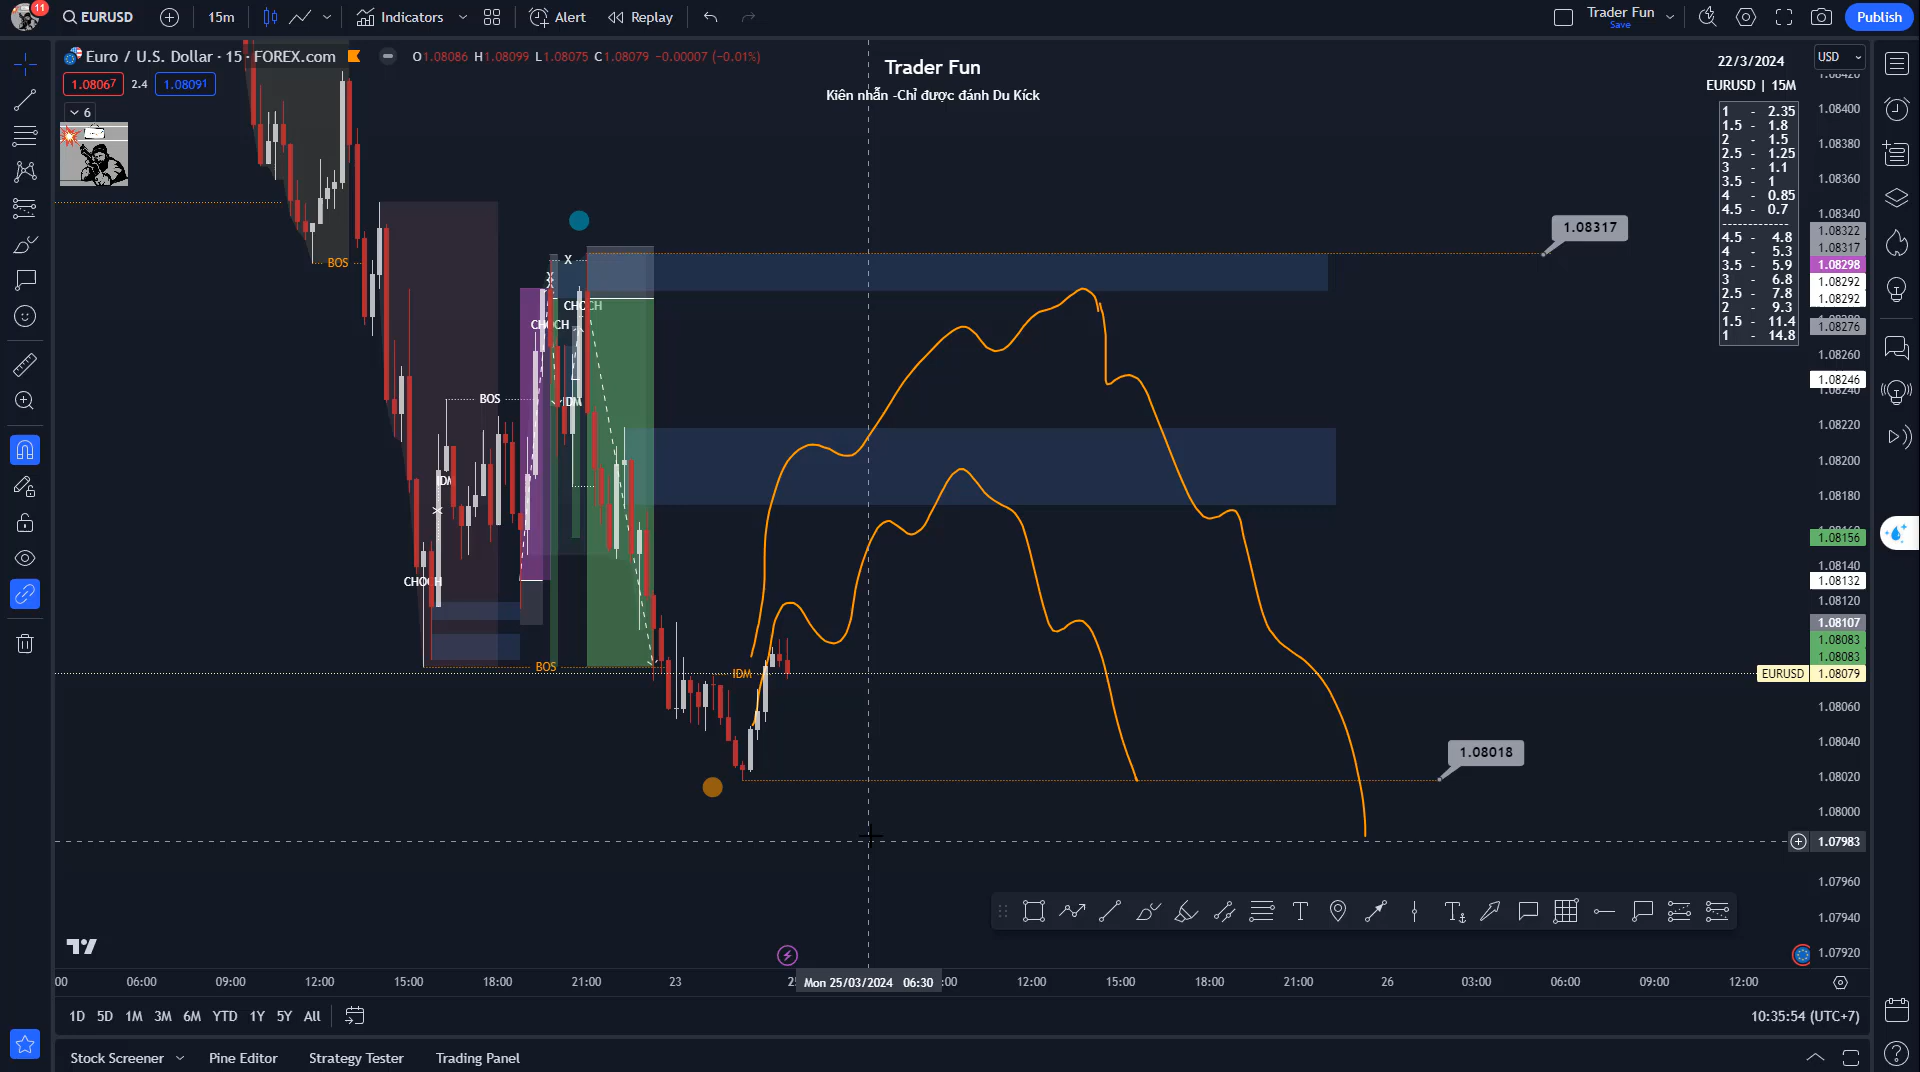 11
EURUSD
15m
Indicators
Alert
Replay
Trader Fun
Save
Publish
Euro / U.S. Dollar · 15 · FOREX.com
O1.08086 H1.08099 L1.08075 C1.08079 −0.00007 (−0.01%)
1.08067
2.4
1.08091
6
Trader Fun
Kiên nhẫn -Chỉ được đánh Du Kích
22/3/2024
EURUSD | 15M
1 - 2.35
1.5 - 1.8
2 - 1.5
2.5 - 1.25
3 - 1.1
3.5 - 1
4 - 0.85
4.5 - 0.7
-------------
4.5 - 4.8
4 - 5.3
3.5 - 5.9
3 - 6.8
2.5 - 7.8
2 - 9.3
1.5 - 11.4
1 - 14.8
USD
1.08400
1.08380
1.08360
1.08340
1.08322
1.08317
1.08298
1.08292
1.08292
1.08276
1.08260
1.08246
1.08240
1.08220
1.08200
1.08180
1.08156
1.08140
1.08132
1.08120
1.08107
1.08083
1.08083
EURUSD
1.08079
1.08060
1.08040
1.08020
1.08000
1.07983
1.07960
1.07940
1.07920
BOS
X
X
X
CHOCH
CHOCH
BOS
IDM
IDM
X
CHOCH
BOS
IDM
1.08317
1.08018
00
06:00
09:00
12:00
15:00
18:00
21:00
23
Mon 25/03/2024 06:30
:00
12:00
15:00
18:00
21:00
26
03:00
06:00
09:00
12:00
1D
5D
1M
3M
6M
YTD
1Y
5Y
All
10:35:54 (UTC+7)
Stock Screener
Pine Editor
Strategy Tester
Trading Panel